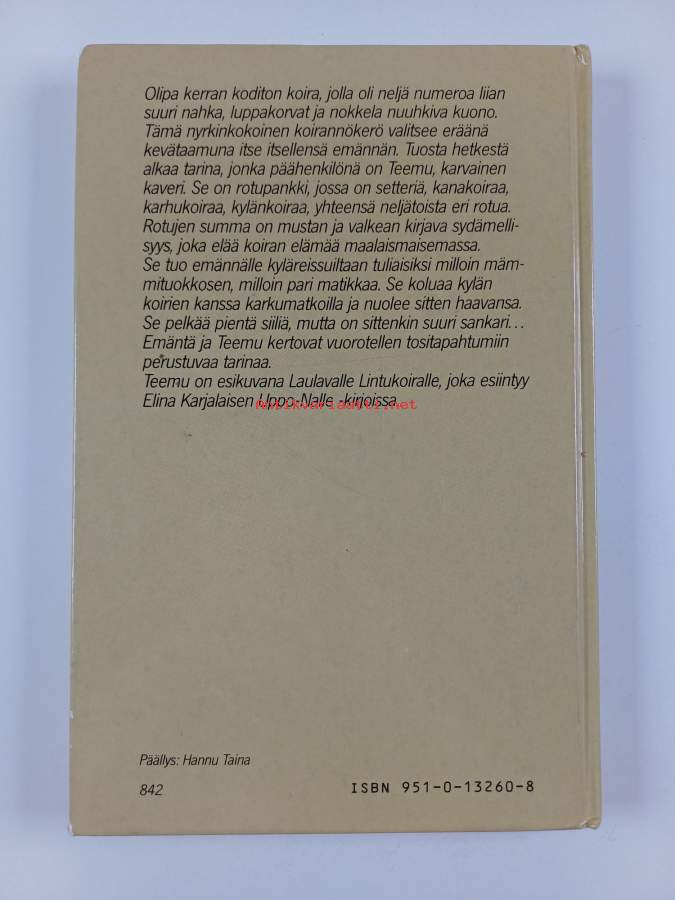 Olipa kerran koditon koira, jolla oli neljä numeroa liian
suuri nahka, luppakorvat ja nokkela nuuhkiva kuono.
Tämä nyrkinkokoinen koirannökerö valitsee eräänä
kevätaamuna itse itsellensä emännän. Tuosta hetkestä
alkaa tarina, jonka päähenkilönä on Teemu, karvainen
kaveri. Se on rotupankki, jossa on setteriä, kanakoiraa,
karhukoiraa, kylänkoiraa, yhteensä neljätoista eri rotua.
Rotujen summa on mustan ja valkean kirjava sydämelli-
syys, joka elää koiran elämää maalaismaisemassa.
Se tuo emännälle kyläreissuiltaan tuliaisiksi milloin mäm-
mituokkosen, milloin pari matikkaa. Se koluaa kylän
koirien kanssa karkumatkoilla ja nuolee sitten haavansa.
Se pelkää pientä siiliä, mutta on sittenkin suuri sankari...
Emäntä ja Teemu kertovat vuorotellen tositapahtumiin
perustuvaa tarinaa.
Teemu on esikuvana Laulavalle Lintukoiralle, joka esiintyy
Elina Karjalaisen Uppo-Nalle -kirjoissa.
Antikvariaatti.net
Päällys: Hannu Taina
842
ISBN 951-0-13260-8